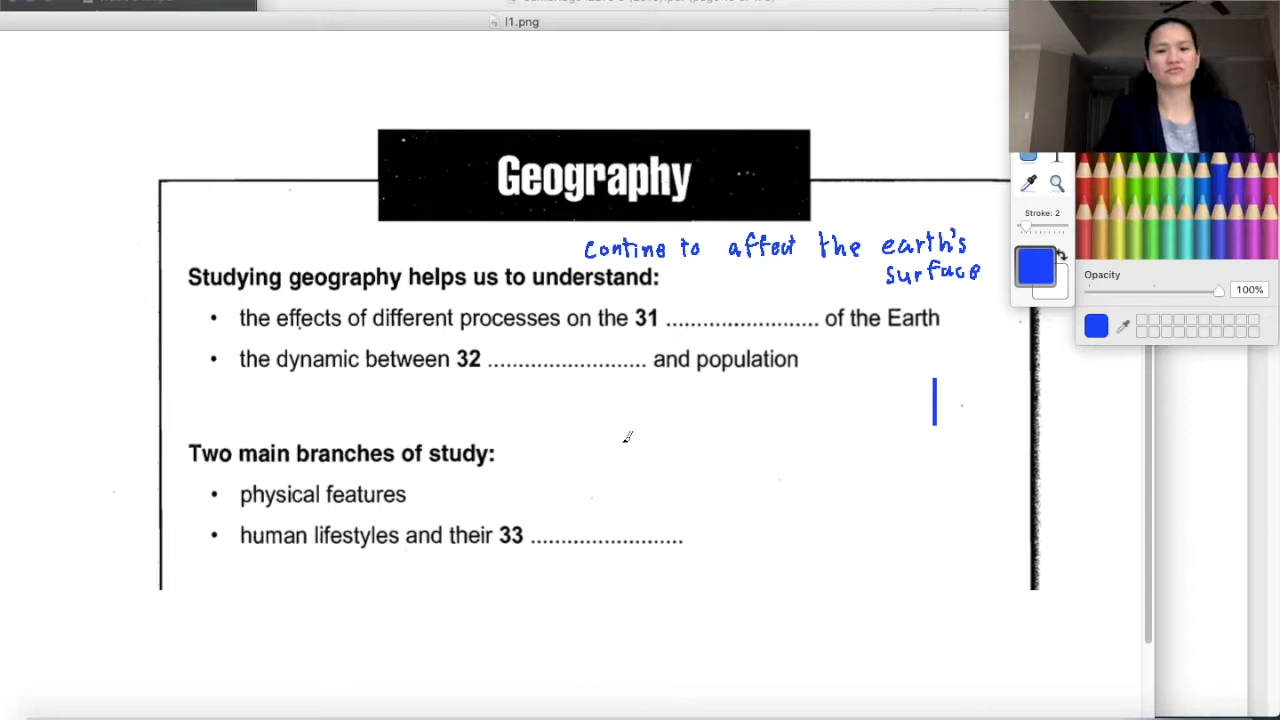 l1.png
Geography
contine to affect the earth's
surface
Studying geography helps us to understand:
• the effects of different processes on the 31 ......................... of the Earth
• the dynamic between 32 .......................... and population
Two main branches of study:
• physical features
• human lifestyles and their 33 .........................
Stroke: 2
Opacity
100%